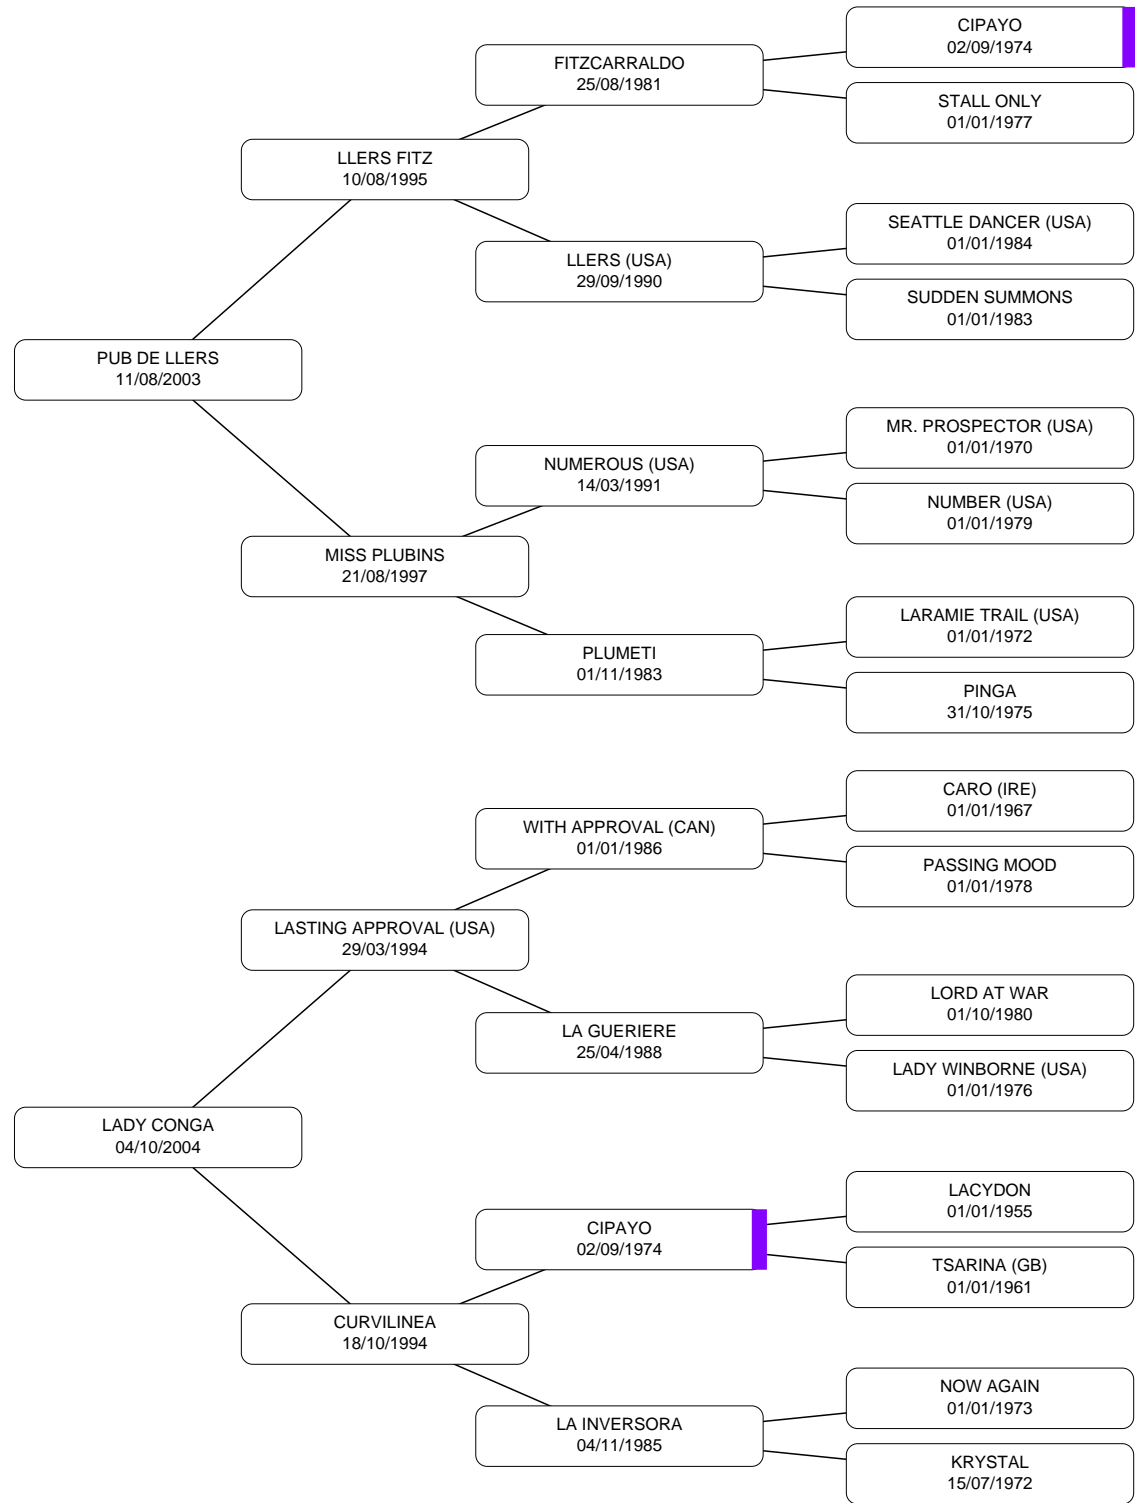 CIPAYO
02/09/1974
FITZCARRALDO
25/08/1981
STALL ONLY
01/01/1977
LLERS FITZ
10/08/1995
SEATTLE DANCER (USA)
01/01/1984
LLERS (USA)
29/09/1990
SUDDEN SUMMONS
01/01/1983
PUB DE LLERS
11/08/2003
MR. PROSPECTOR (USA)
01/01/1970
NUMEROUS (USA)
14/03/1991
NUMBER (USA)
01/01/1979
MISS PLUBINS
21/08/1997
LARAMIE TRAIL (USA)
01/01/1972
PLUMETI
01/11/1983
PINGA
31/10/1975
CARO (IRE)
01/01/1967
WITH APPROVAL (CAN)
01/01/1986
PASSING MOOD
01/01/1978
LASTING APPROVAL (USA)
29/03/1994
LORD AT WAR
01/10/1980
LA GUERIERE
25/04/1988
LADY WINBORNE (USA)
01/01/1976
LADY CONGA
04/10/2004
LACYDON
01/01/1955
CIPAYO
02/09/1974
TSARINA (GB)
01/01/1961
CURVILINEA
18/10/1994
NOW AGAIN
01/01/1973
LA INVERSORA
04/11/1985
KRYSTAL
15/07/1972